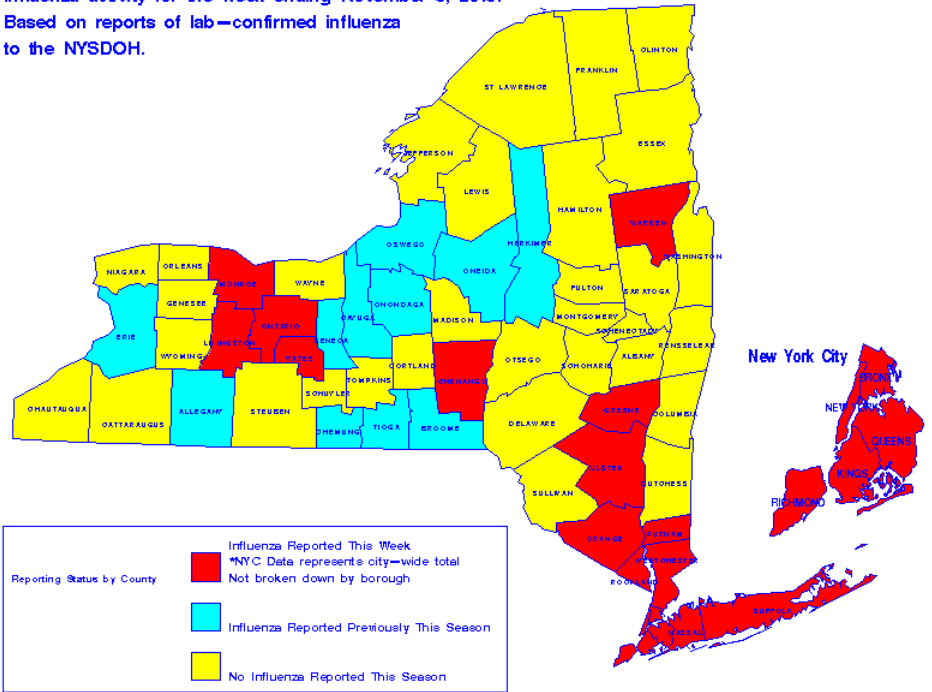 Based on reports of lab-confirmed influenza
to the NYSDOH.
CLINTON
FRANKLIN
ST LAWRENCE
ESSEX
JEFFERSON
LEWIS
HAMILTON
WARREN
OSWEGO
HERKIMER
WASHINGTON
ONEIDA
NIAGARA
ORLEANS
MONROE
WAYNE
FULTON
SARATOGA
GENESEE
ONONDAGA
CAYUGA
MADISON
MONTGOMERY
ERIE
ONTARIO
SENECA
SCHENECTADY
LIVINGSTON
WYOMING
YATES
OTSEGO
SCHOHARIE
ALBANY
RENSSELAER
CORTLAND
TOMPKINS
CHENANGO
SCHUYLER
CHAUTAUQUA
CATTARAUGUS
ALLEGANY
STEUBEN
CHEMUNG
TIOGA
BROOME
DELAWARE
GREENE
COLUMBIA
ULSTER
DUTCHESS
SULLIVAN
ORANGE
PUTNAM
WESTCHESTER
ROCKLAND
SUFFOLK
NASSAU
New York City
BRONX
NEW YORK
QUEENS
KINGS
RICHMOND
Reporting Status by County
Influenza Reported This Week
*NYC Data represents city-wide total
Not broken down by borough
Influenza Reported Previously This Season
No Influenza Reported This Season